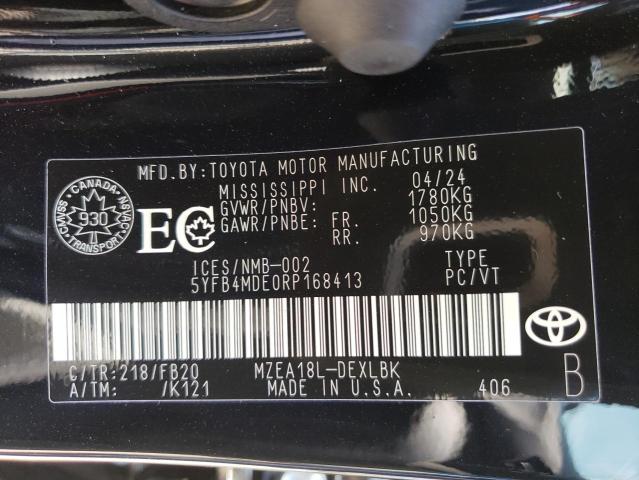 MFD.BY:TOYOTA MOTOR MANUFACTURING
MISSISSIPPI INC. 04/24
GVWR/PNBV: 1780KG
GAWR/PNBE: FR. 1050KG
RR. 970KG
CANADA
CMVSS
930
NSVAC
TRANSPORT
EC
ICES/NMB-002 TYPE
5YFB4MDE0RP168413 PC/VT
C/TR:218/FB20 MZEA18L-DEXLBK
A/TM: /K121 MADE IN U.S.A. 406
B